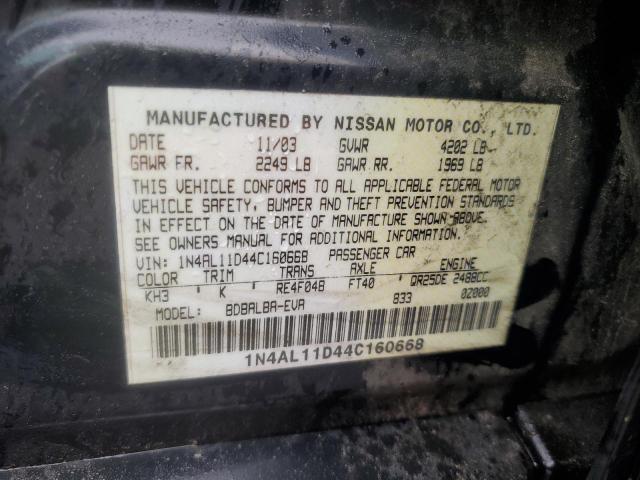 MANUFACTURED BY NISSAN MOTOR CO., LTD.
DATE 11/03 GVWR 4202 LB
GAWR FR. 2249 LB GAWR RR. 1969 LB
THIS VEHICLE CONFORMS TO ALL APPLICABLE FEDERAL MOTOR
VEHICLE SAFETY, BUMPER AND THEFT PREVENTION STANDARDS
IN EFFECT ON THE DATE OF MANUFACTURE SHOWN ABOVE.
SEE OWNERS MANUAL FOR ADDITIONAL INFORMATION.
VIN: 1N4AL11D44C160668 PASSENGER CAR
COLOR TRIM TRANS AXLE ENGINE
KH3 K RE4F04B FT40 QR25DE 2488CC
MODEL: BDBALBA-EVA 833 02000
1N4AL11D44C160668